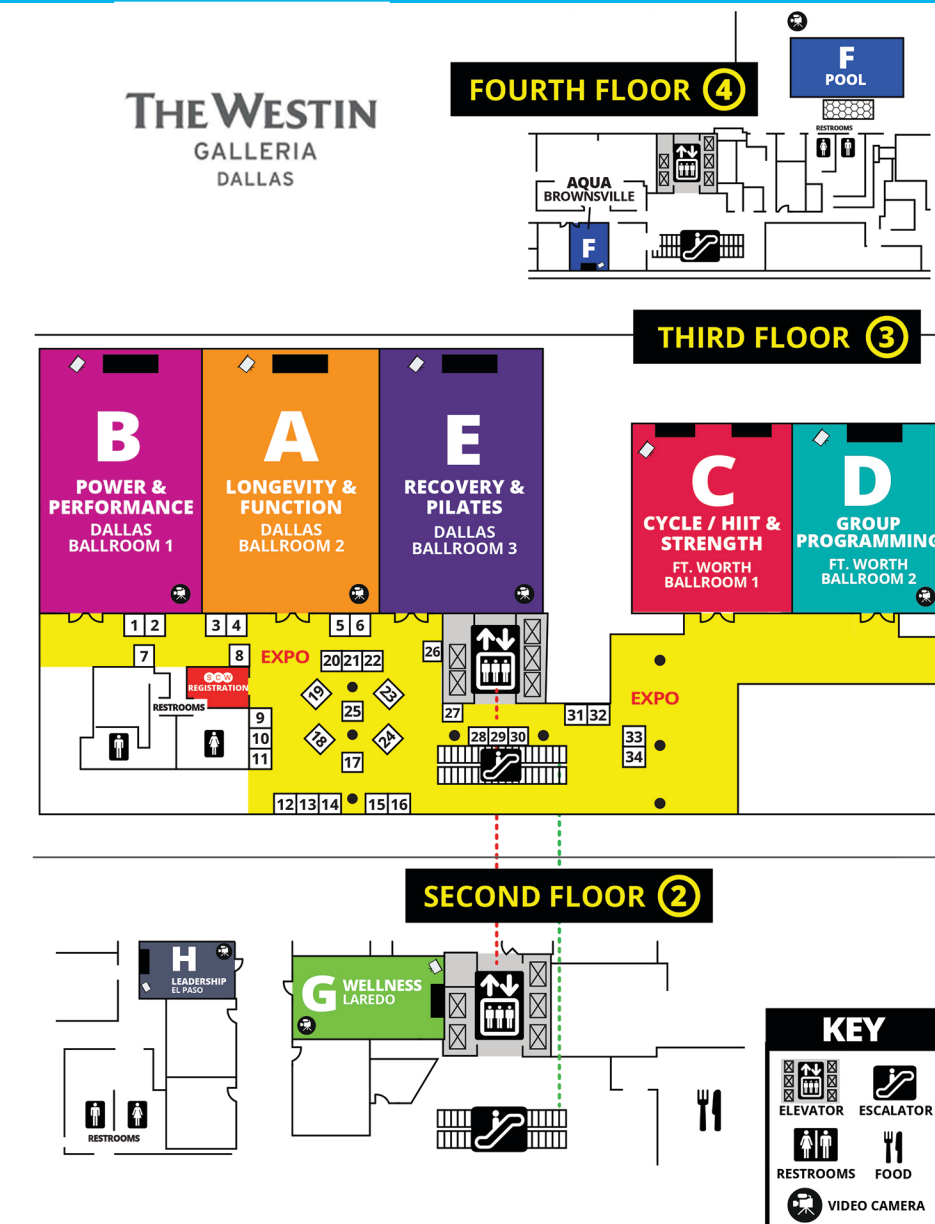 THE WESTIN
GALLERIA
DALLAS
FOURTH FLOOR 4
F
POOL
RESTROOMS
AQUA
BROWNSVILLE
F
THIRD FLOOR 3
B
POWER &
PERFORMANCE
DALLAS
BALLROOM 1
A
LONGEVITY &
FUNCTION
DALLAS
BALLROOM 2
E
RECOVERY &
PILATES
DALLAS
BALLROOM 3
C
CYCLE / HIIT &
STRENGTH
FT. WORTH
BALLROOM 1
D
GROUP
PROGRAMMING
FT. WORTH
BALLROOM 2
1 2
3 4
5 6
7
8
EXPO
20 21 22
26
SCW
REGISTRATION
RESTROOMS
19
23
25
9
10
11
18
24
17
12 13 14
15 16
27
28 29 30
31 32
EXPO
33
34
SECOND FLOOR 2
H
LEADERSHIP
EL PASO
G
WELLNESS
LAREDO
RESTROOMS
KEY
ELEVATOR
ESCALATOR
RESTROOMS
FOOD
VIDEO CAMERA